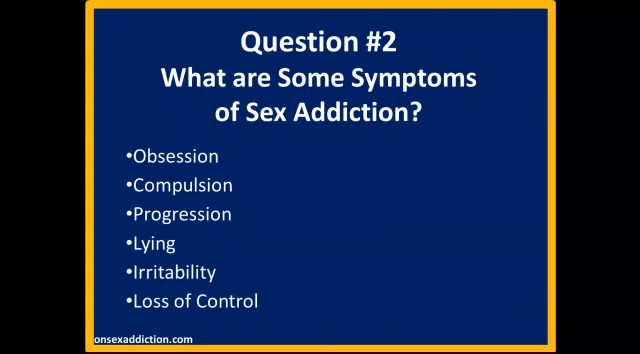 Question #2
What are Some Symptoms
of Sex Addiction?
•Obsession
•Compulsion
•Progression
•Lying
•Irritability
•Loss of Control
onsexaddiction.com